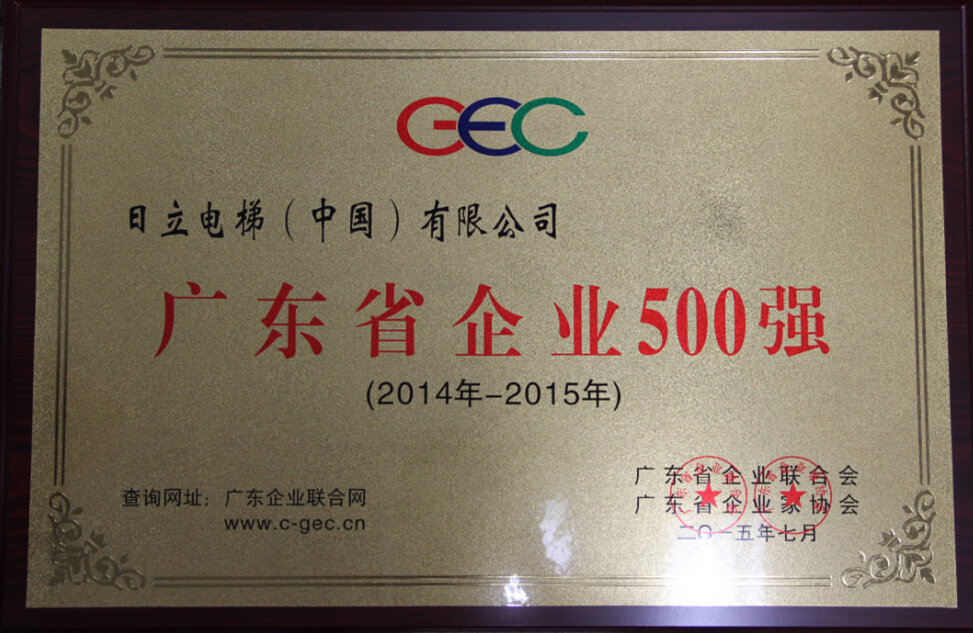 GEC
日立电梯（中国）有限公司
广东省企业500强
(2014年-2015年)
广东省企业联合会
广东省企业家协会
二〇一五年七月
查询网址：广东企业联合网
www.c-gec.cn